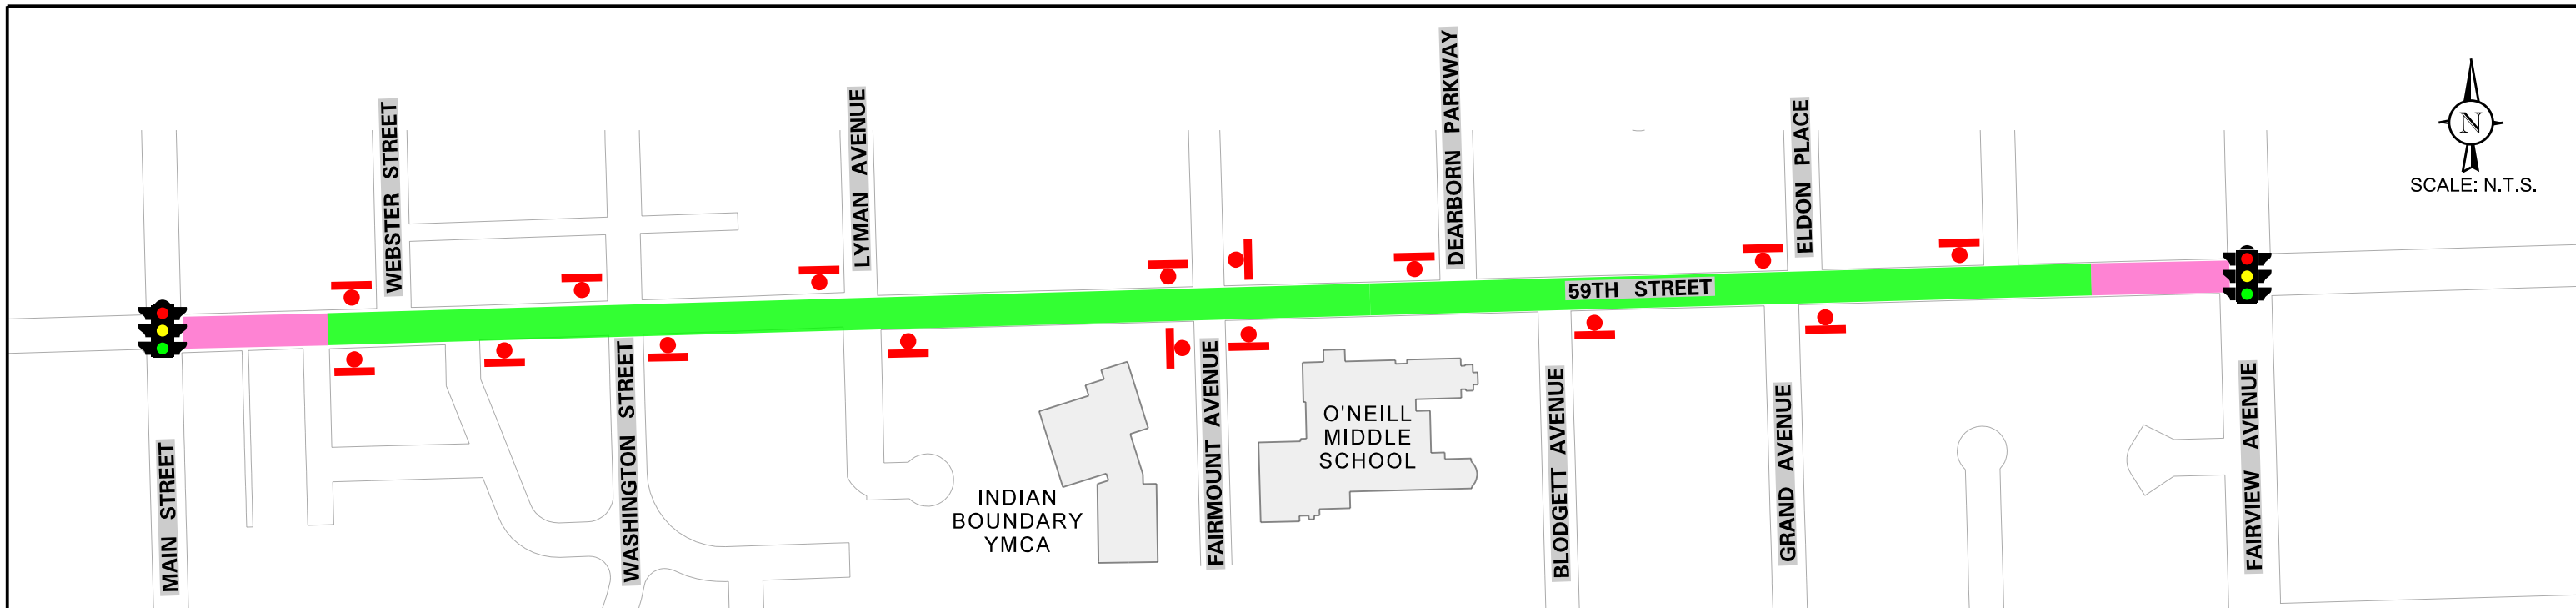 WEBSTER STREET
LYMAN AVENUE
DEARBORN PARKWAY
ELDON PLACE
N
SCALE: N.T.S.
59TH STREET
MAIN STREET
WASHINGTON STREET
INDIAN
BOUNDARY
YMCA
FAIRMOUNT AVENUE
O'NEILL
MIDDLE
SCHOOL
BLODGETT AVENUE
GRAND AVENUE
FAIRVIEW AVENUE